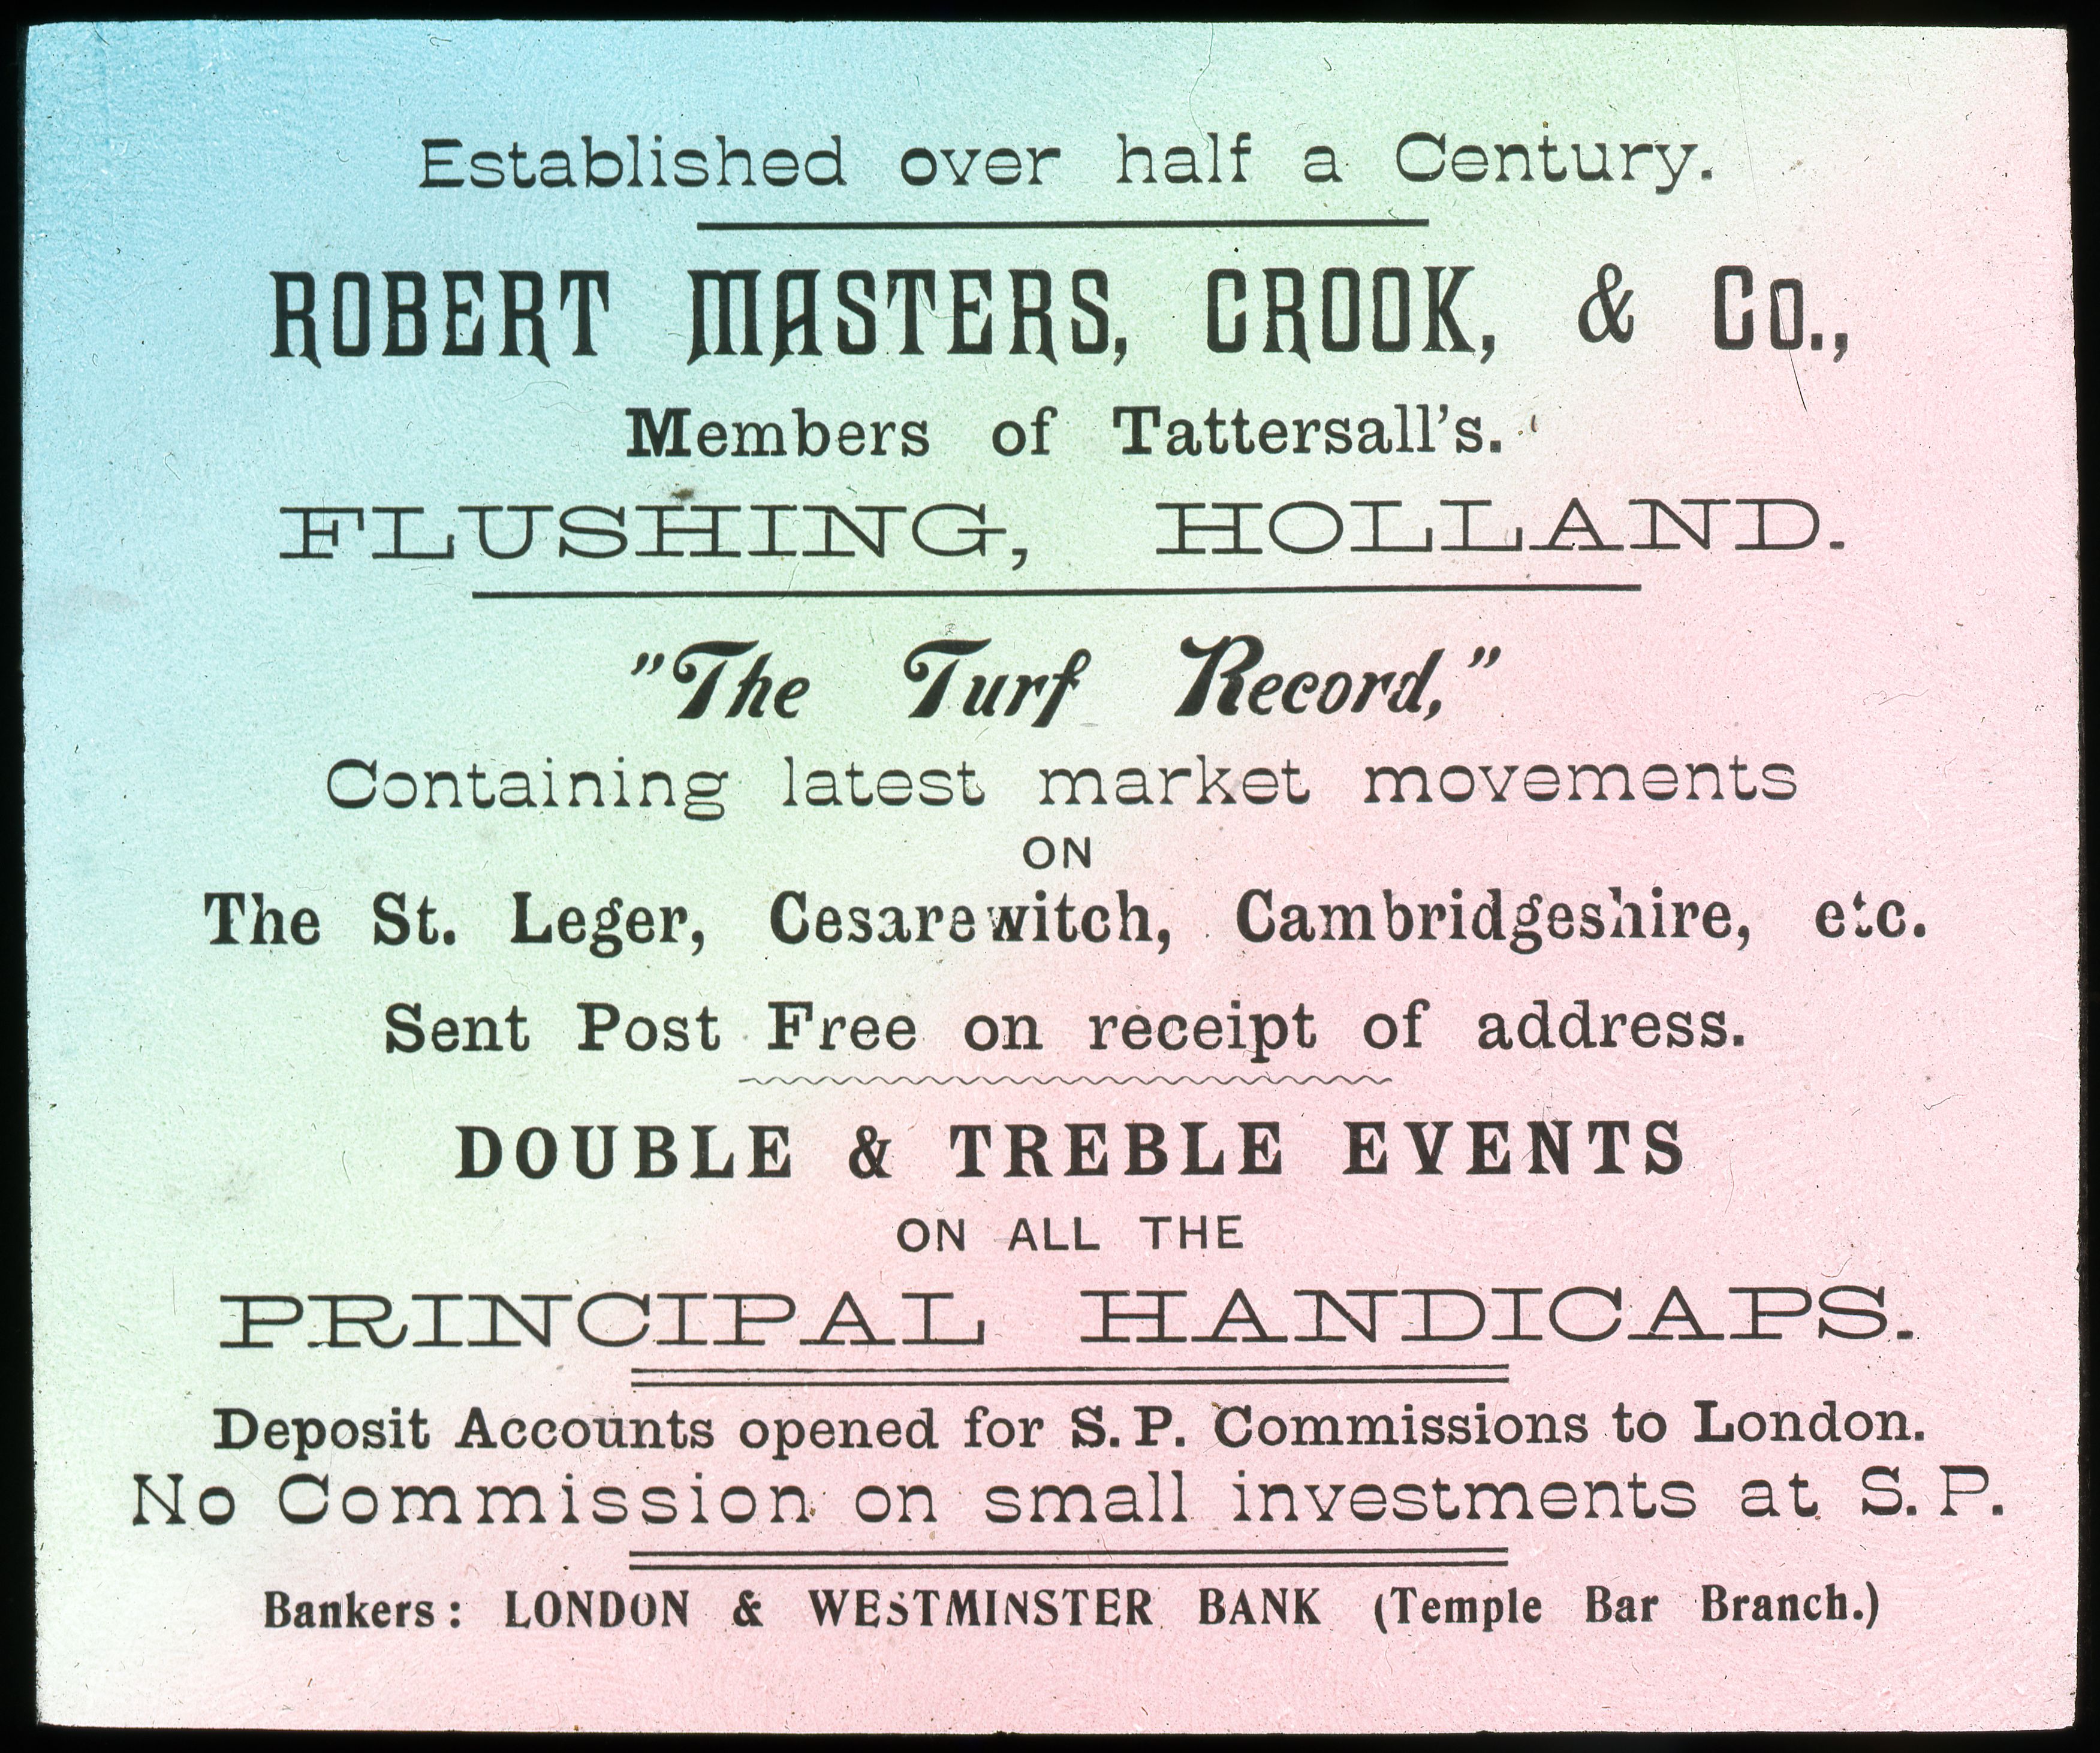 Established over half a Century.
ROBERT MASTERS, CROOK, & Co.,
Members of Tattersall's.
FLUSHING, HOLLAND.
"The Turf Record,"
Containing latest market movements
ON
The St. Leger, Cesarewitch, Cambridgeshire, etc.
Sent Post Free on receipt of address.
DOUBLE & TREBLE EVENTS
ON ALL THE
PRINCIPAL HANDICAPS.
Deposit Accounts opened for S. P. Commissions to London.
No Commission on small investments at S. P.
Bankers: LONDON & WESTMINSTER BANK (Temple Bar Branch.)